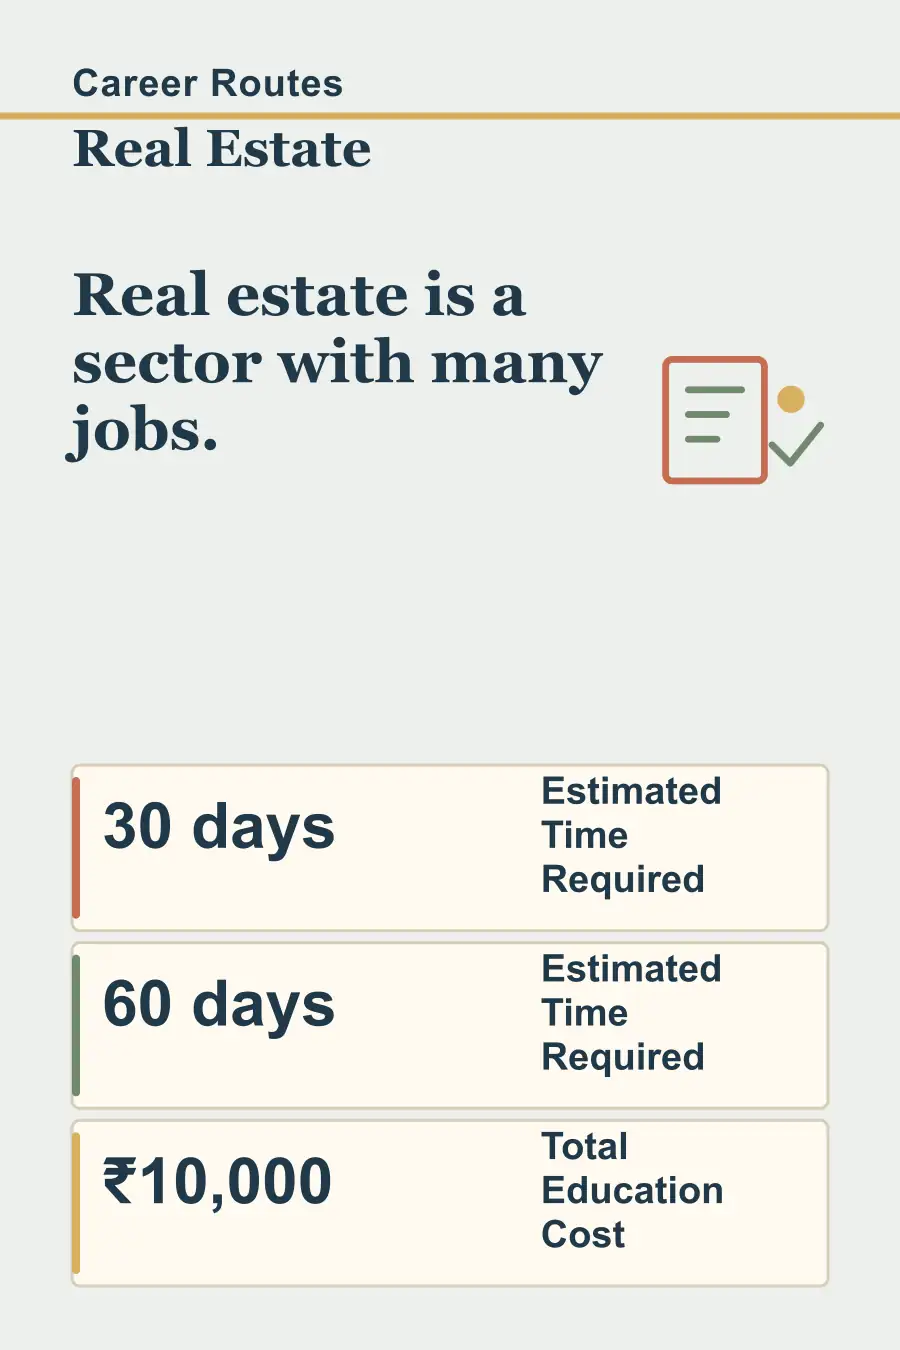 Career Routes
Real Estate
Real estate is a
sector with many
jobs.
30 days
Estimated
Time
Required
60 days
Estimated
Time
Required
₹10,000
Total
Education
Cost